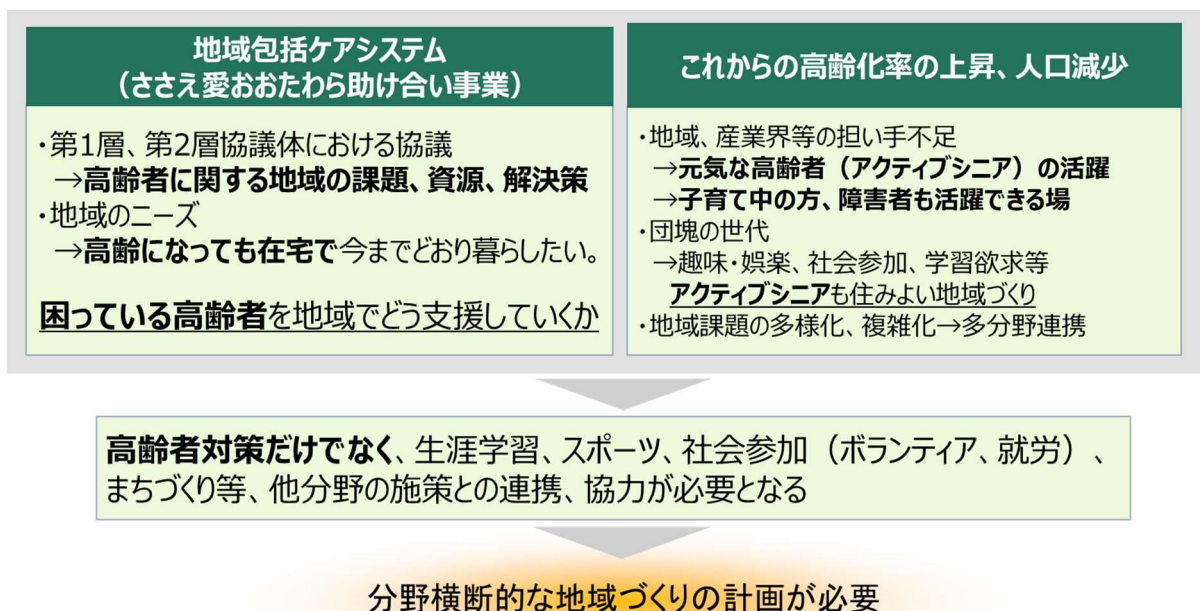 地域包括ケアシステム
（ささえ愛おおたわら助け合い事業）
・第1層、第2層協議体における協議
→高齢者に関する地域の課題、資源、解決策
・地域のニーズ
→高齢になっても在宅で今までどおり暮らしたい。
困っている高齢者を地域でどう支援していくか
これからの高齢化率の上昇、人口減少
・地域、産業界等の担い手不足
→元気な高齢者（アクティブシニア）の活躍
→子育て中の方、障害者も活躍できる場
・団塊の世代
→趣味・娯楽、社会参加、学習欲求等
アクティブシニアも住みよい地域づくり
・地域課題の多様化、複雑化→多分野連携
高齢者対策だけでなく、生涯学習、スポーツ、社会参加（ボランティア、就労）、
まちづくり等、他分野の施策との連携、協力が必要となる
分野横断的な地域づくりの計画が必要